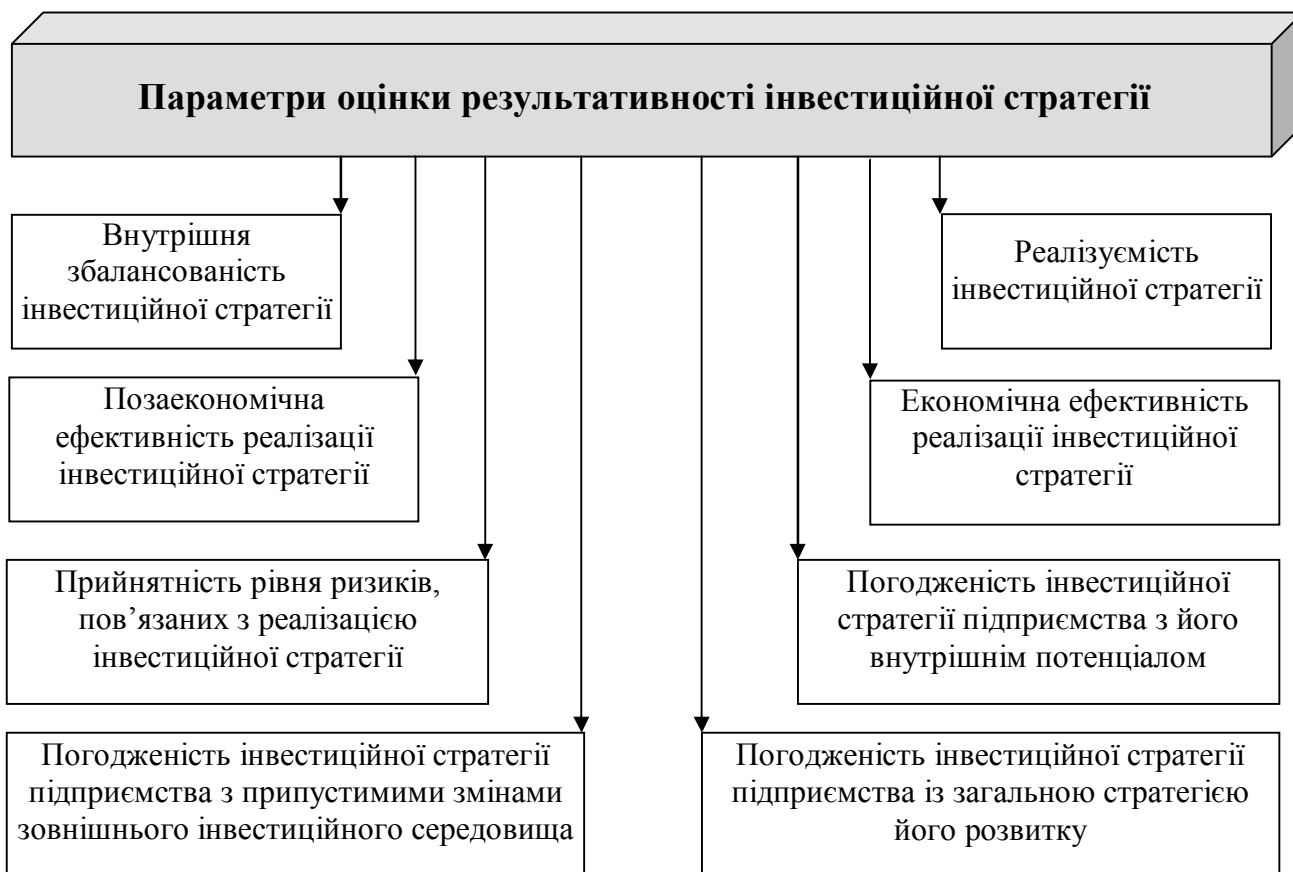 Параметри оцінки результативності інвестиційної стратегії
Внутрішня
збалансованість
інвестиційної стратегії
Реалізуємість
інвестиційної стратегії
Позаекономічна
ефективність реалізації
інвестиційної стратегії
Економічна ефективність
реалізації інвестиційної
стратегії
Прийнятність рівня ризиків,
пов’язаних з реалізацією
інвестиційної стратегії
Погодженість інвестиційної
стратегії підприємства з його
внутрішнім потенціалом
Погодженість інвестиційної стратегії
підприємства з припустимими змінами
зовнішнього інвестиційного середовища
Погодженість інвестиційної стратегії
підприємства із загальною стратегією
його розвитку